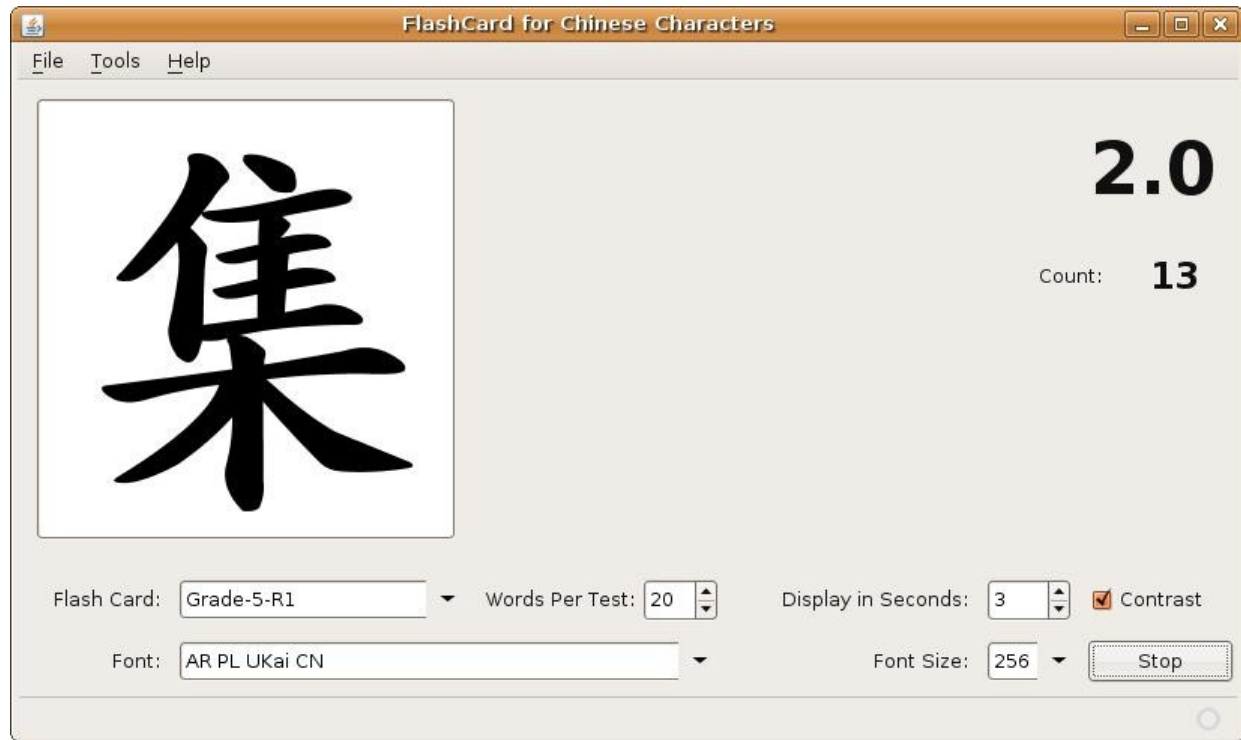 FlashCard for Chinese Characters
File Tools Help
集
2.0
Count: 13
Flash Card: Grade-5-R1 Words Per Test: 20 Display in Seconds: 3 Contrast
Font: AR PL UKai CN Font Size: 256 Stop